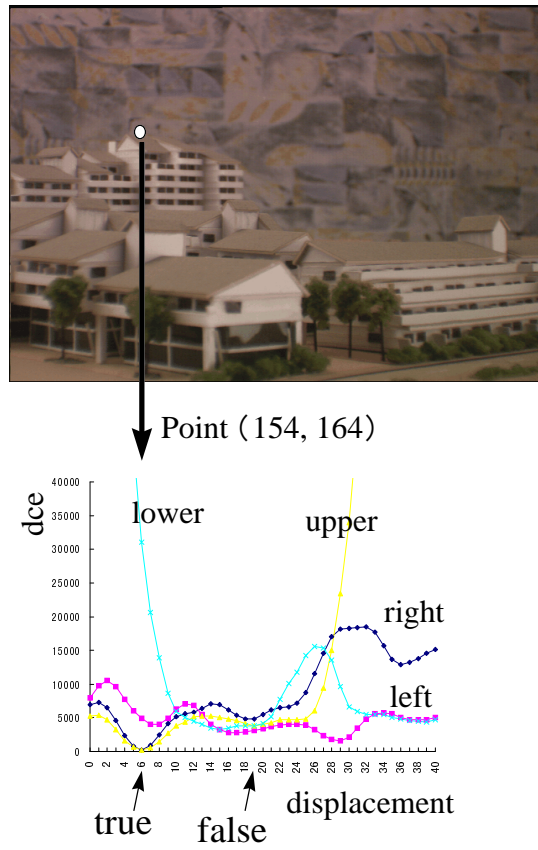 Point (154, 164)
dce
40000
35000
30000
25000
20000
15000
10000
5000
0
lower
upper
right
left
0 2 4 6 8 10 12 14 16 18 20 22 24 26 28 30 32 34 36 38 40
displacement
true
false